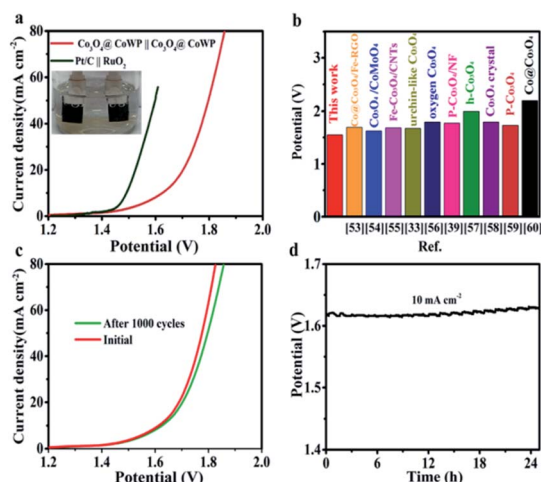 a
Co₃O₄@ CoWP || Co₃O₄@ CoWP
Pt/C || RuO₂
Current density(mA cm⁻²)
80
60
40
20
0
1.2 1.4 1.6 1.8 2.0
Potential (V)
b
Potential (V)
3
2
1
0
This work
Co@Co₃O₄/Fe-RGO
Co₃O₄ /CoMoO₄
Fe-Co₃O₄/CNTs
urchin-like Co₃O₄
oxygen Co₃O₄
P-Co₃O₄/NF
h-Co₃O₄
Co₃O₄ crystal
P-Co₃O₄
Co@Co₃O₄
|53||54||55||33||56||39||57||58||59||60|
Ref.
c
Current density(mA cm⁻²)
80
60
40
20
0
After 1000 cycles
Initial
1.2 1.4 1.6 1.8 2.0
Potential (V)
d
Potential (V)
1.7
1.6
1.5
1.4
10 mA cm⁻²
0 6 12 18 24
Time (h)